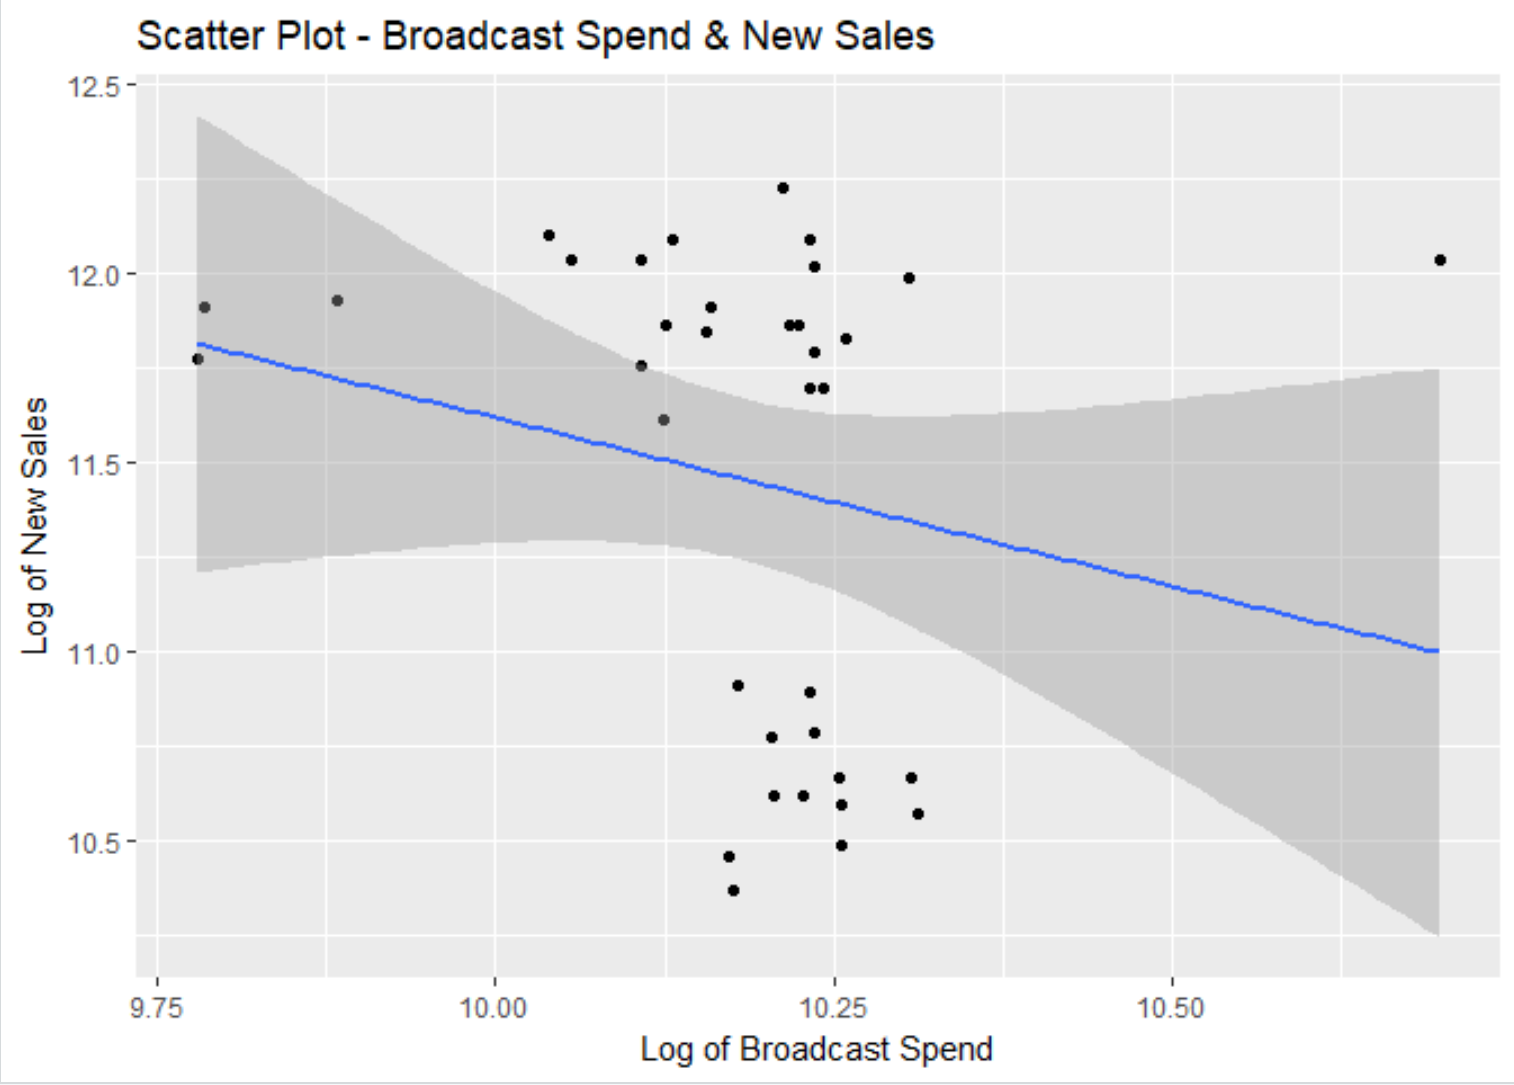 Scatter Plot - Broadcast Spend & New Sales
12.5
12.0
11.5
11.0
10.5
Log of New Sales
9.75 10.00 10.25 10.50
Log of Broadcast Spend